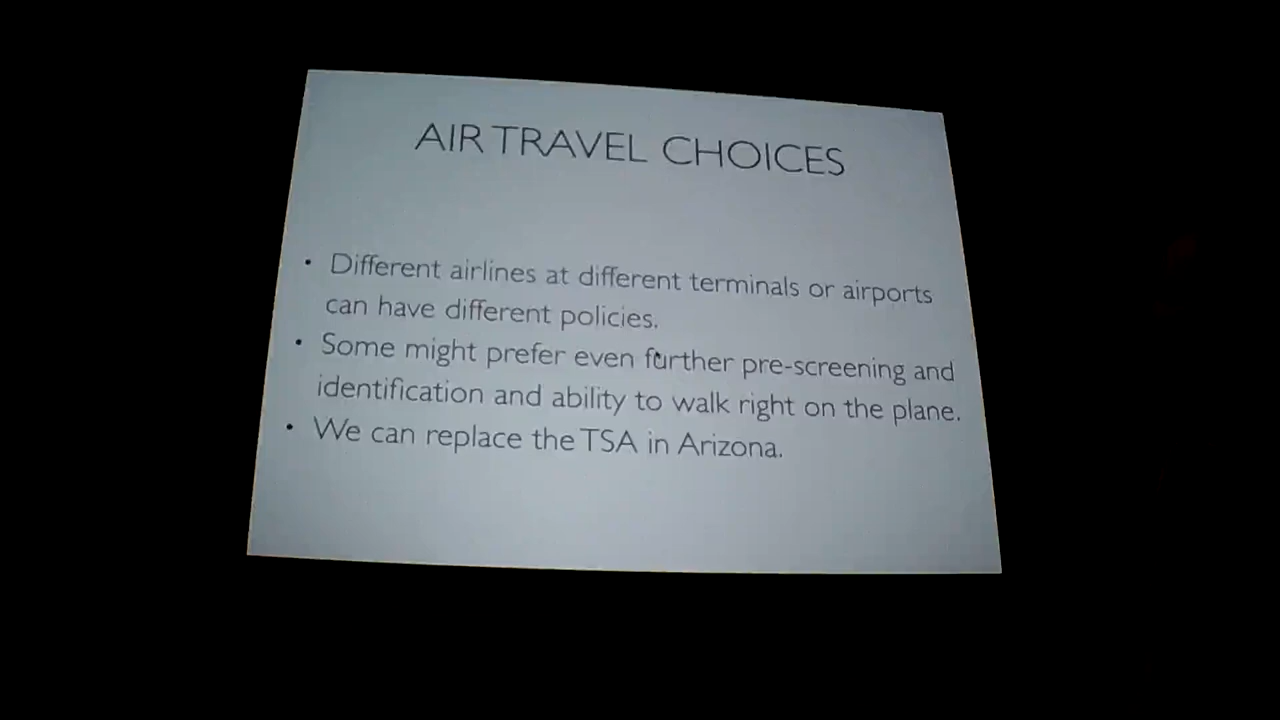 AIR TRAVEL CHOICES
• Different airlines at different terminals or airports
can have different policies.
• Some might prefer even further pre-screening and
identification and ability to walk right on the plane.
• We can replace the TSA in Arizona.